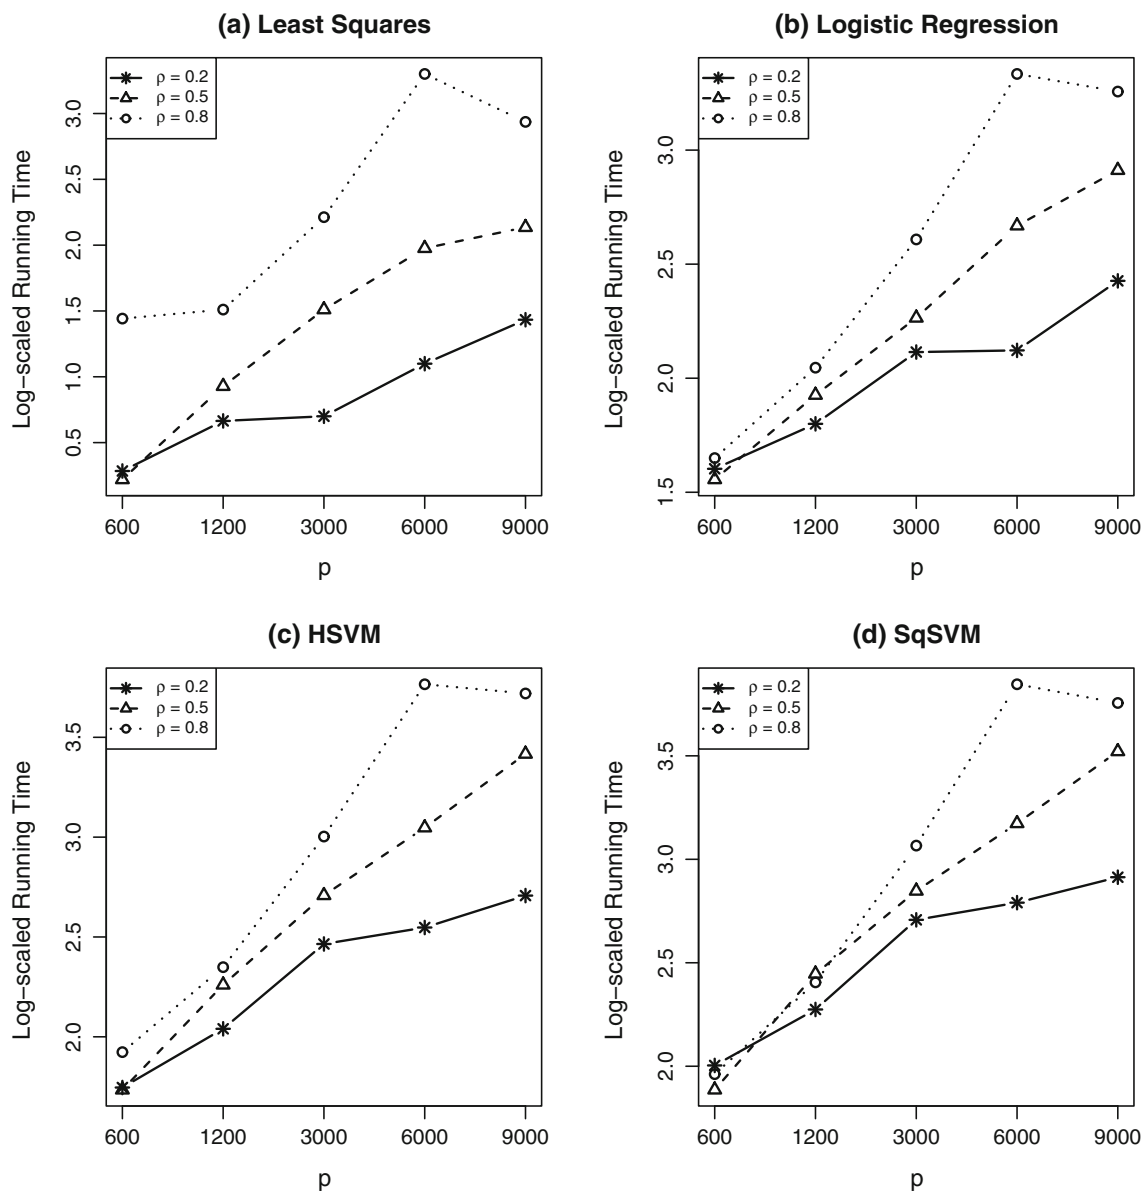 (a) Least Squares
ρ = 0.2
ρ = 0.5
ρ = 0.8
Log−scaled Running Time
0.5 1.0 1.5 2.0 2.5 3.0
600 1200 3000 6000 9000
p
(b) Logistic Regression
ρ = 0.2
ρ = 0.5
ρ = 0.8
Log−scaled Running Time
1.5 2.0 2.5 3.0
600 1200 3000 6000 9000
p
(c) HSVM
ρ = 0.2
ρ = 0.5
ρ = 0.8
Log−scaled Running Time
2.0 2.5 3.0 3.5
600 1200 3000 6000 9000
p
(d) SqSVM
ρ = 0.2
ρ = 0.5
ρ = 0.8
Log−scaled Running Time
2.0 2.5 3.0 3.5
600 1200 3000 6000 9000
p